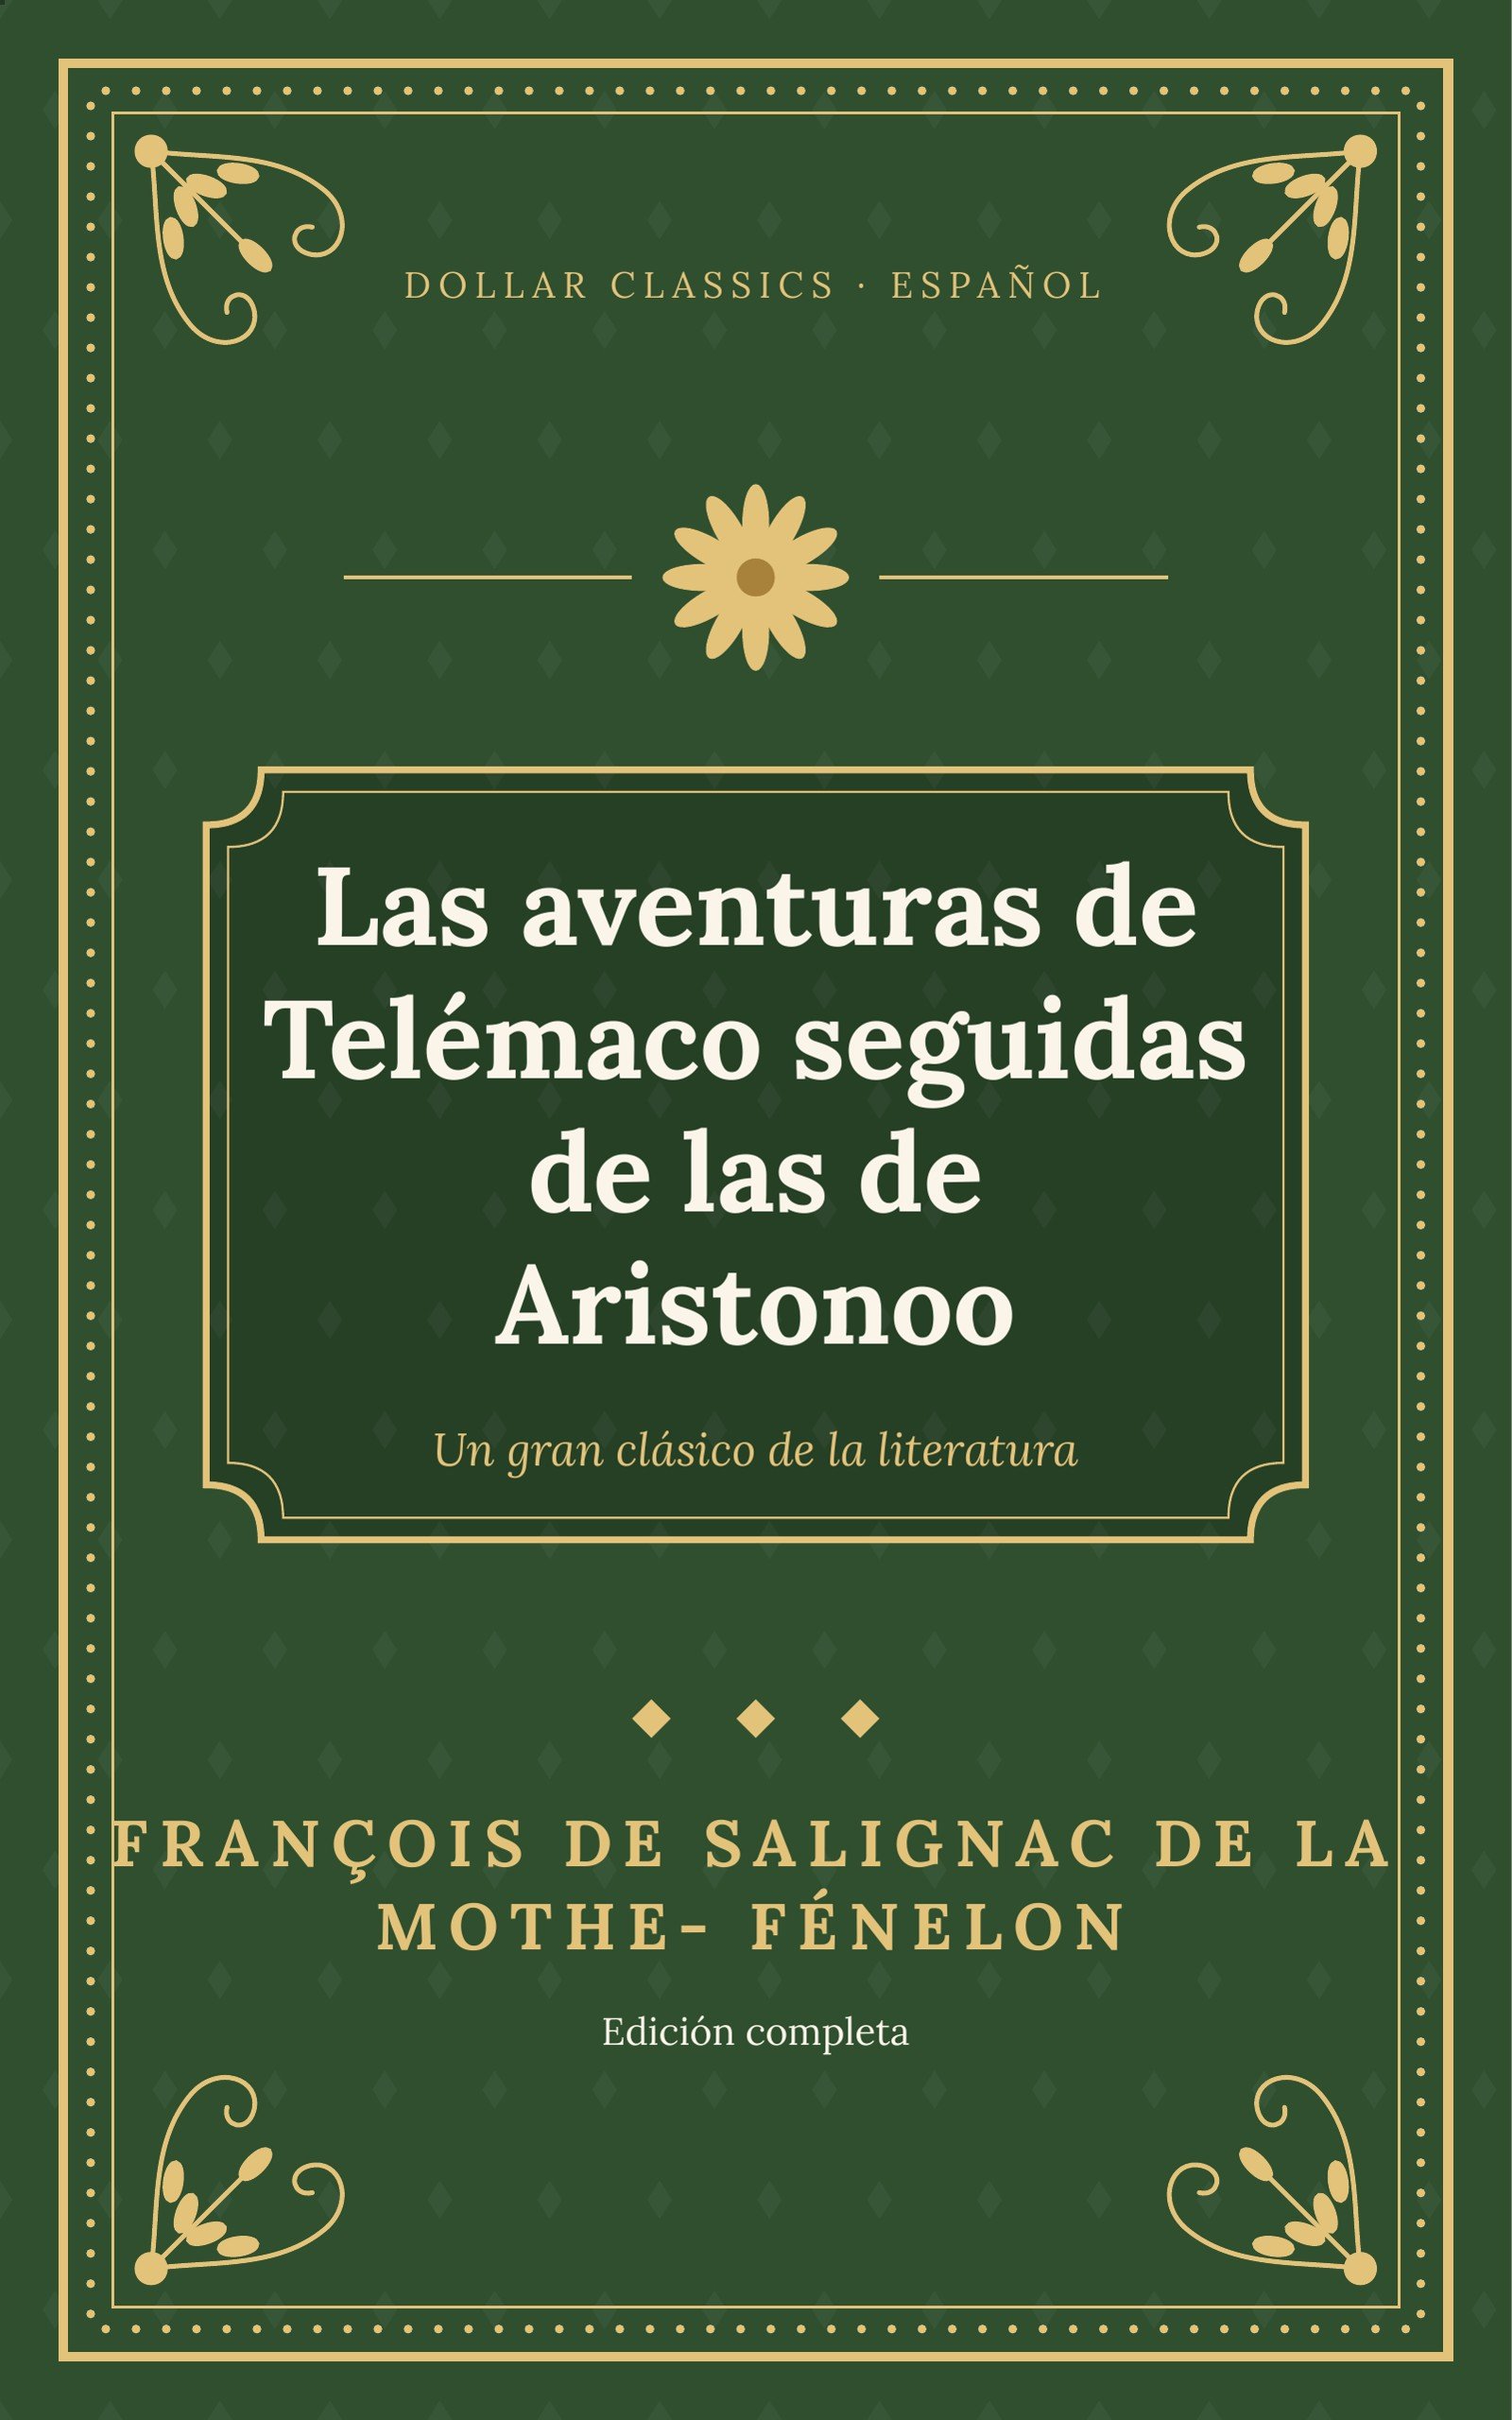 DOLLAR CLASSICS · ESPAÑOL
Las aventuras de
Telémaco seguidas
de las de
Aristonoo
Un gran clásico de la literatura
FRANÇOIS DE SALIGNAC DE LA
MOTHE- FÉNELON
Edición completa